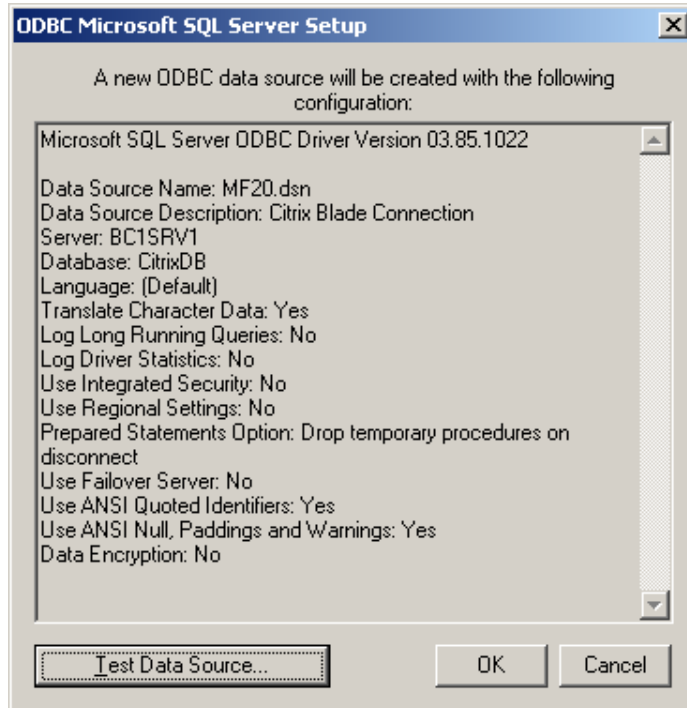 ODBC Microsoft SQL Server Setup
A new ODBC data source will be created with the following
configuration:
Microsoft SQL Server ODBC Driver Version 03.85.1022
Data Source Name: MF20.dsn
Data Source Description: Citrix Blade Connection
Server: BC1SRV1
Database: CitrixDB
Language: (Default)
Translate Character Data: Yes
Log Long Running Queries: No
Log Driver Statistics: No
Use Integrated Security: No
Use Regional Settings: No
Prepared Statements Option: Drop temporary procedures on
disconnect
Use Failover Server: No
Use ANSI Quoted Identifiers: Yes
Use ANSI Null, Paddings and Warnings: Yes
Data Encryption: No
Test Data Source...
OK
Cancel